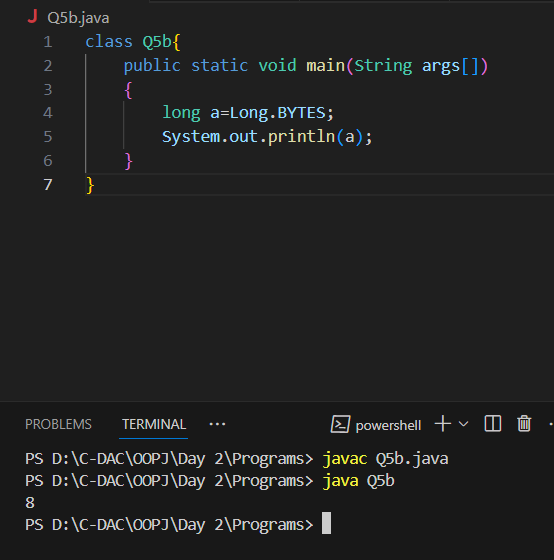 J Q5b.java
1 class Q5b{
2 public static void main(String args[])
3 {
4 long a=Long.BYTES;
5 System.out.println(a);
6 }
7 }
PROBLEMS TERMINAL ··· powershell
PS D:\C-DAC\OOPJ\Day 2\Programs> javac Q5b.java
PS D:\C-DAC\OOPJ\Day 2\Programs> java Q5b
8
PS D:\C-DAC\OOPJ\Day 2\Programs>